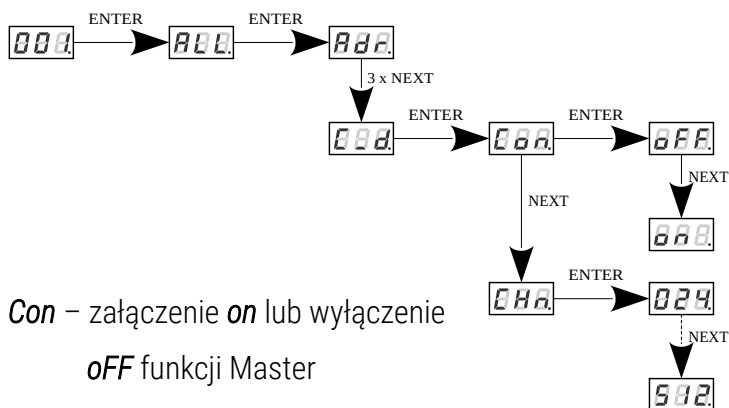 ENTER ENTER
001. ALL. Adr.
3 x NEXT
ENTER ENTER
C_d. Con. oFF.
NEXT NEXT
on.
ENTER
CHn. 024.
Con – załączenie on lub wyłączenie
NEXT
oFF funkcji Master
512.